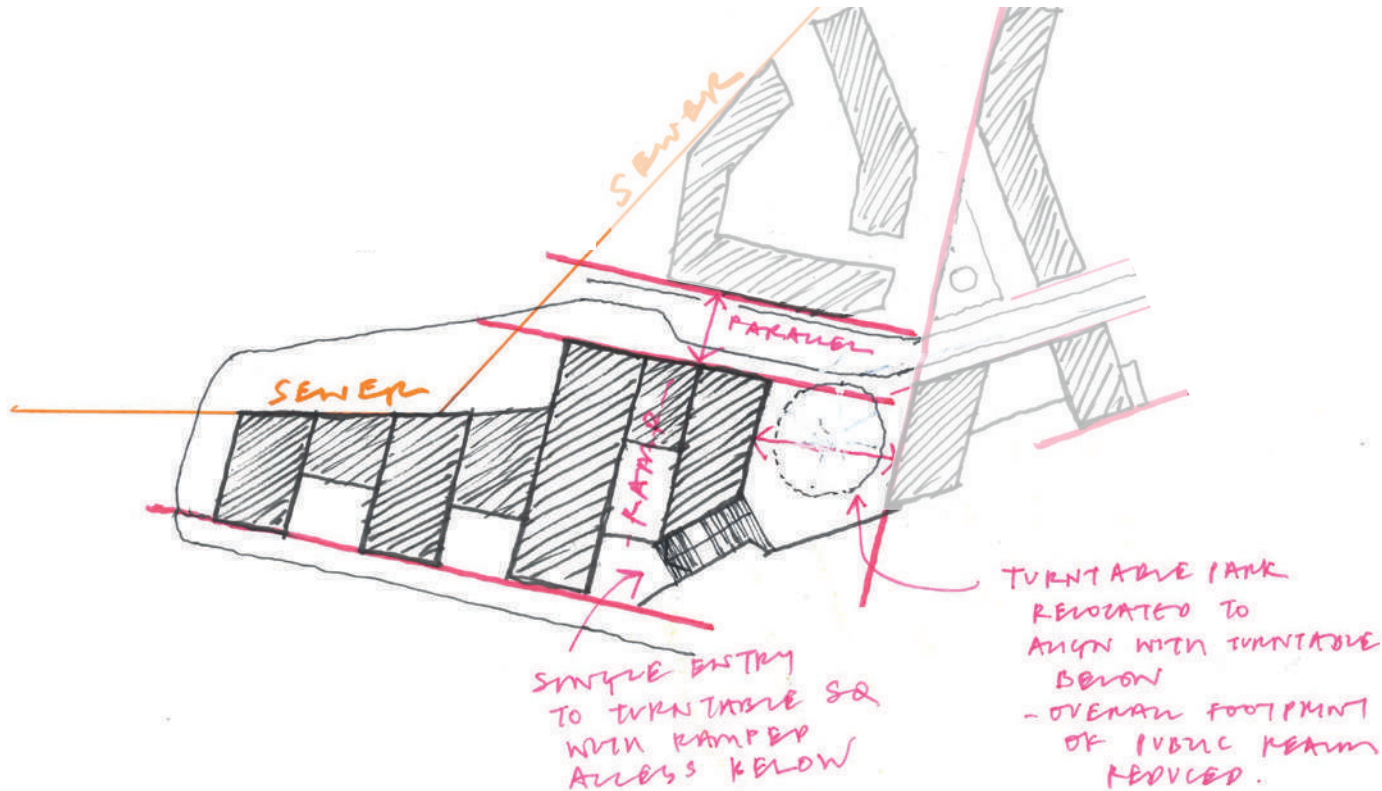 SEWER
PARALLEL
SEWER
RAMP
SINGLE ENTRY
TO TURNTABLE SQ
WITH RAMPED
ACCESS BELOW
TURNTABLE PARK
RELOCATED TO
ALIGN WITH TURNTABLE
BELOW
- OVERALL FOOTPRINT
OF PUBLIC REALM
REDUCED.